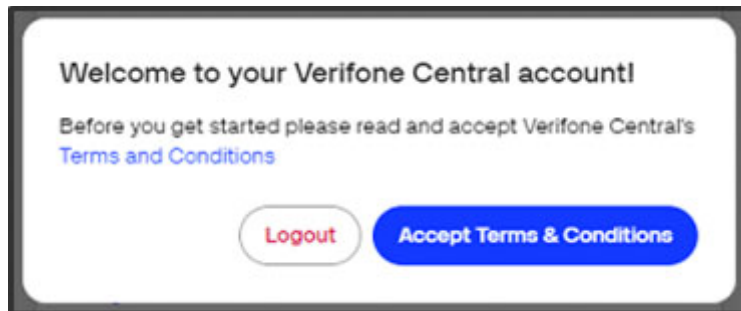 Welcome to your Verifone Central account!
Before you get started please read and accept Verifone Central's
Terms and Conditions
Logout
Accept Terms & Conditions